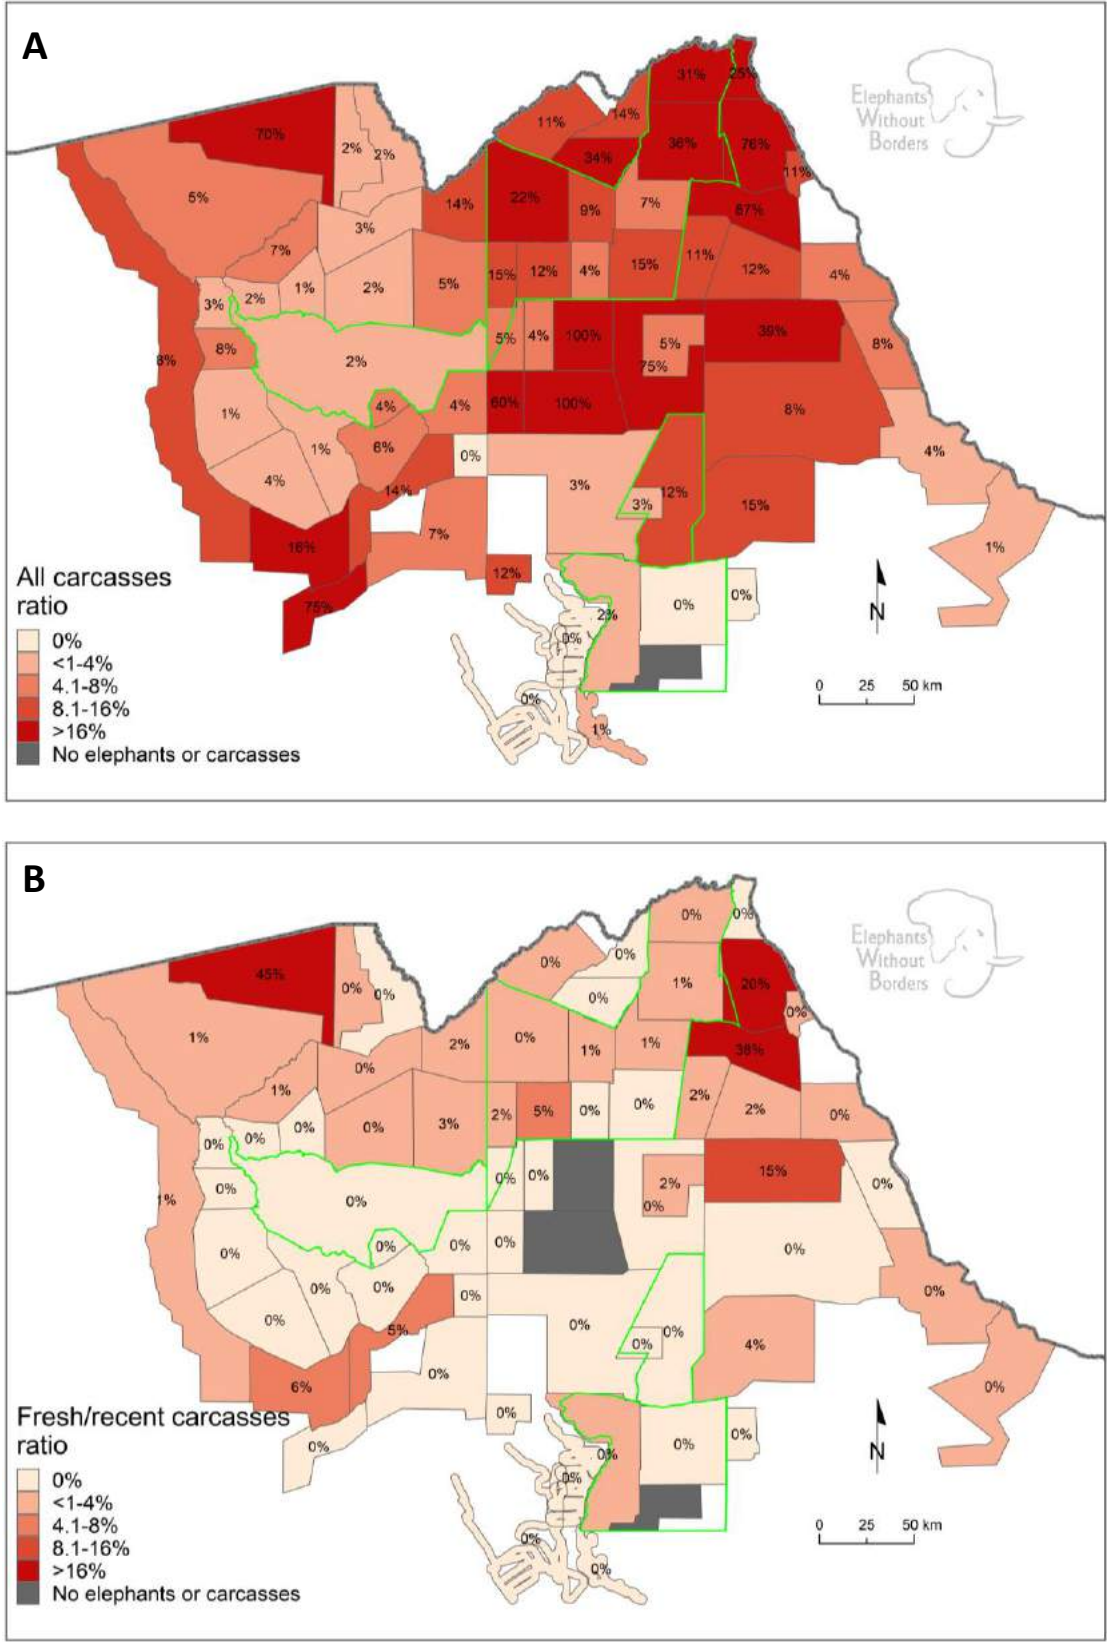 A
Elephants
Without
Borders
31% 25%
11% 14%
70% 2% 2% 34% 36% 76% 11%
5% 14% 22% 9% 7% 67%
3%
7% 15% 12% 4% 15% 11% 12% 4%
3% 2% 1% 2% 5%
8% 8% 2% 5% 4% 100% 5% 75% 39% 8%
1% 4% 4% 60% 100% 8%
1% 6% 0% 4%
4% 14% 3% 3% 12% 15%
16% 7% 1%
75% 12%
2% 0% 0%
0%
0%
1%
All carcasses
ratio
0%
<1-4%
4.1-8%
8.1-16%
>16%
No elephants or carcasses
N
0 25 50 km
B
Elephants
Without
Borders
0% 0%
0% 0%
45% 0% 0% 0% 1% 20% 0%
1% 2% 0% 1% 1% 38%
0%
1% 2% 5% 0% 0% 2% 2% 0%
0% 0% 0% 0% 3%
1% 0% 0% 0% 0% 2% 0% 15% 0%
0% 0% 0% 0% 0%
0% 0% 0% 0%
0% 5% 0% 0% 0% 4%
6% 0% 0%
0% 0%
0% 0% 0%
0%
0%
0%
Fresh/recent carcasses
ratio
0%
<1-4%
4.1-8%
8.1-16%
>16%
No elephants or carcasses
N
0 25 50 km